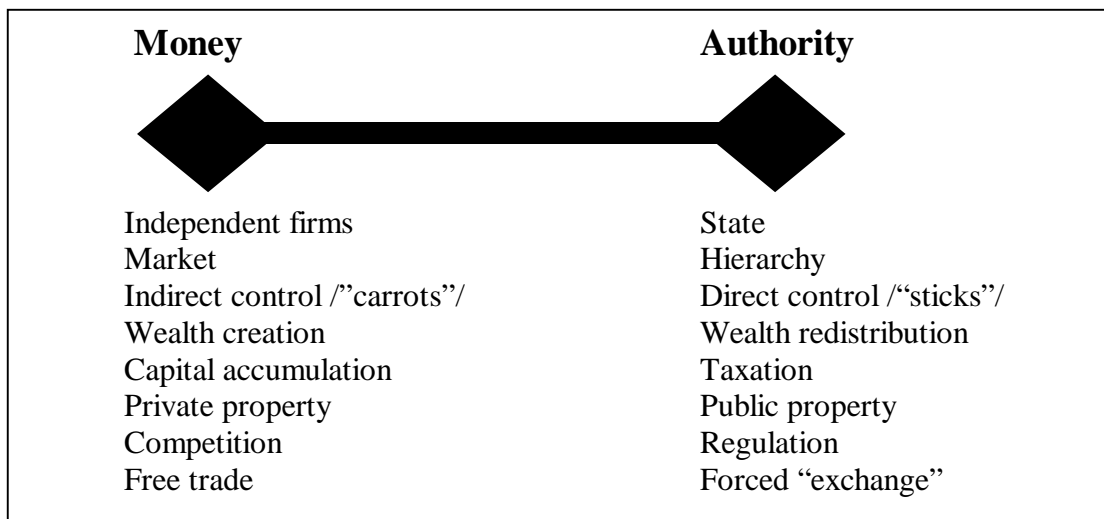 Money
Authority
Independent firms
Market
Indirect control /”carrots”/
Wealth creation
Capital accumulation
Private property
Competition
Free trade
State
Hierarchy
Direct control /“sticks”/
Wealth redistribution
Taxation
Public property
Regulation
Forced “exchange”